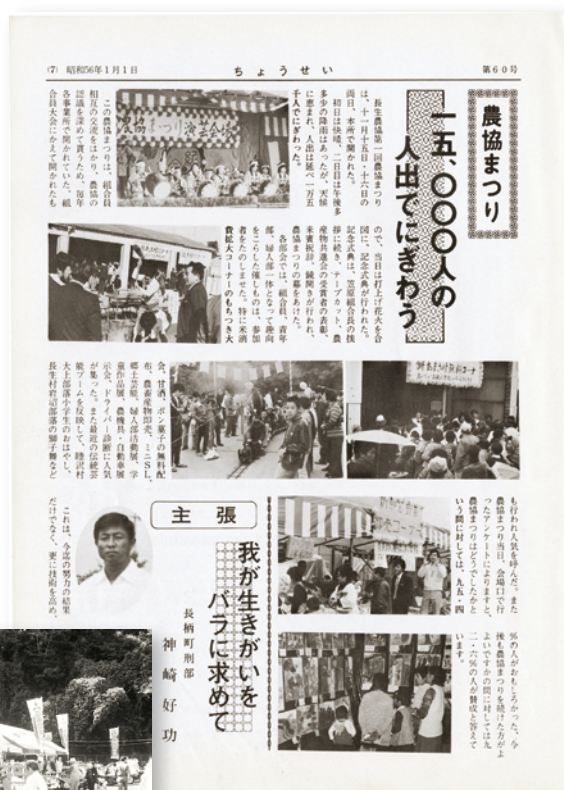 (7) 昭和56年1月1日
ちょうせい
第60号
農協まつり
一五、〇〇〇人の
人出でにぎわう
長生農協第一回農協まつり
は、十一月十五日・十六日の
両日、本所で開かれた。
初日は快晴、二日目は午後多
多少の降雨はあったが、天候
に恵まれ、人出は延べ一万五
千人でにぎわった。
この農協まつりは、組合員
相互の交流をはかり、農協の
認識を深めて貰うため、毎年
各事業所で開かれていた、組
合員大会にかえて開かれたも
ので、当日は打上げ花火を合
図に、記念式典が行われた。
記念式典は、笠原組合長の挨
拶に続き、テープカット、農
産物共進会の受賞者の表彰、
来賓祝辞、鏡開きが行われ、
農協まつりの幕をあけた。
各部会では、組合員、青年
部、婦人部一体となって趣向
をこらした催しものは、参加
者をたのしませた。特に米消
費拡大コーナーのもちつき大
会、甘酒、ポン菓子の無料配
布、農畜産物即売、ミニSL、
郷土芸能、婦人部活動展、学
童作品展、農機具・自動車展
示会、ドライバー診断に人気
が集った。また最近の伝統芸
能ブームを反映して、睦沢村
大上部落小学生のおはやし、
長生村岩沼部落の獅子舞など
も行われ人気を呼んだ。また
農協まつり当日、会場口で行
ったアンケートによりますと、
農協まつりはどうでしたかと
いう問に対しては、九五・四
%の人がおもしろかった、今
後も農協まつりを続けた方がよ
よいですかの問に対しては九
二・六%の人が賛成と答えて
います。
農協まつり演芸会場
主張
我が生きがいを
バラに求めて
長柄町刑部
神崎好功
これは、今迄の努力の結果
だけでなく、更に技術を高め、